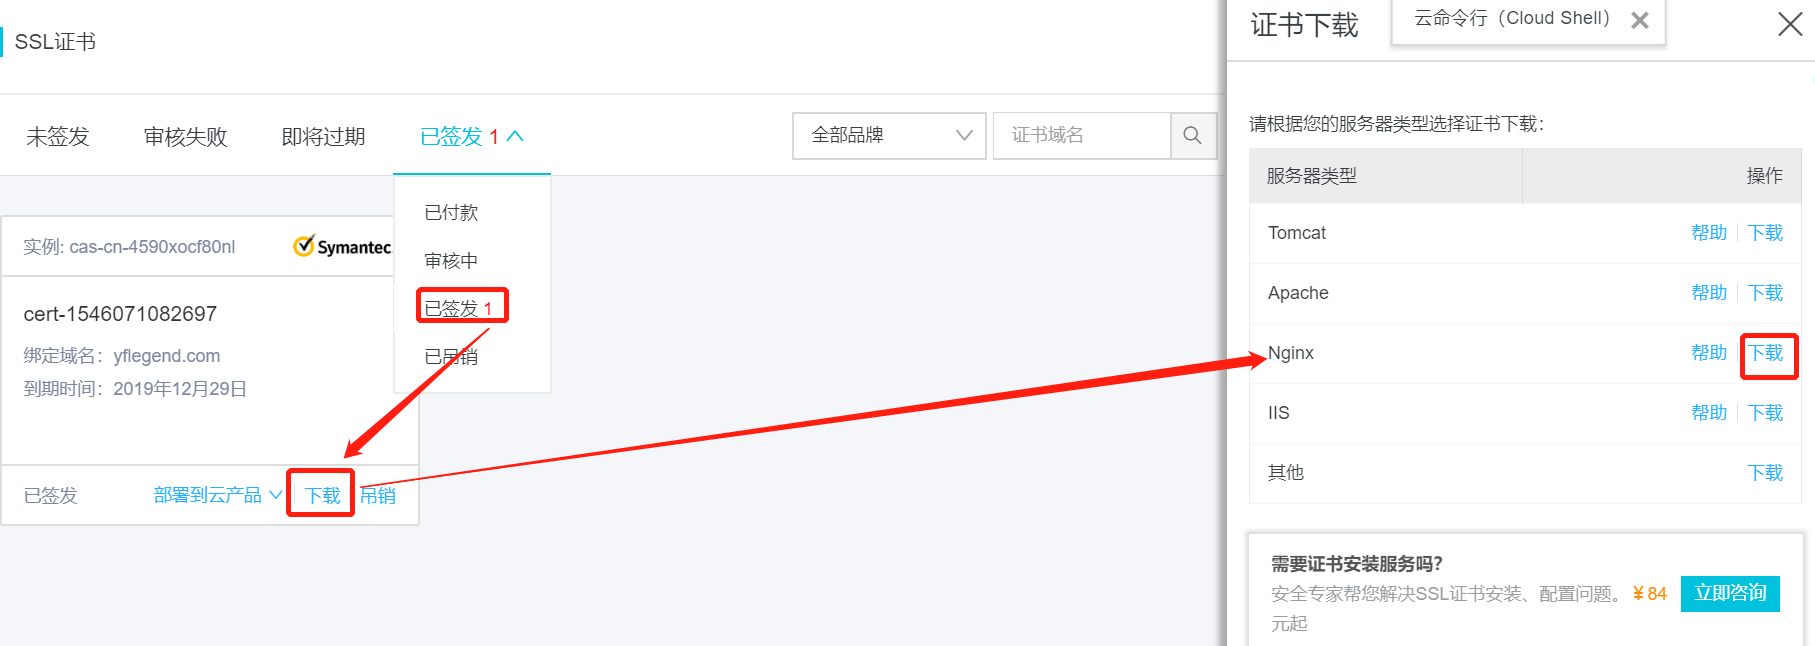 SSL证书
未签发
审核失败
即将过期
已签发 1
全部品牌
证书域名
已付款
审核中
已签发 1
已吊销
实例: cas-cn-4590xocf80nl
Symantec.
cert-1546071082697
绑定域名：yflegend.com
到期时间：2019年12月29日
已签发
部署到云产品
下载
吊销
证书下载
云命令行（Cloud Shell）
请根据您的服务器类型选择证书下载：
服务器类型 操作
Tomcat 帮助 下载
Apache 帮助 下载
Nginx 帮助 下载
IIS 帮助 下载
其他 下载
需要证书安装服务吗？
安全专家帮您解决SSL证书安装、配置问题。 ¥84
元起
立即咨询